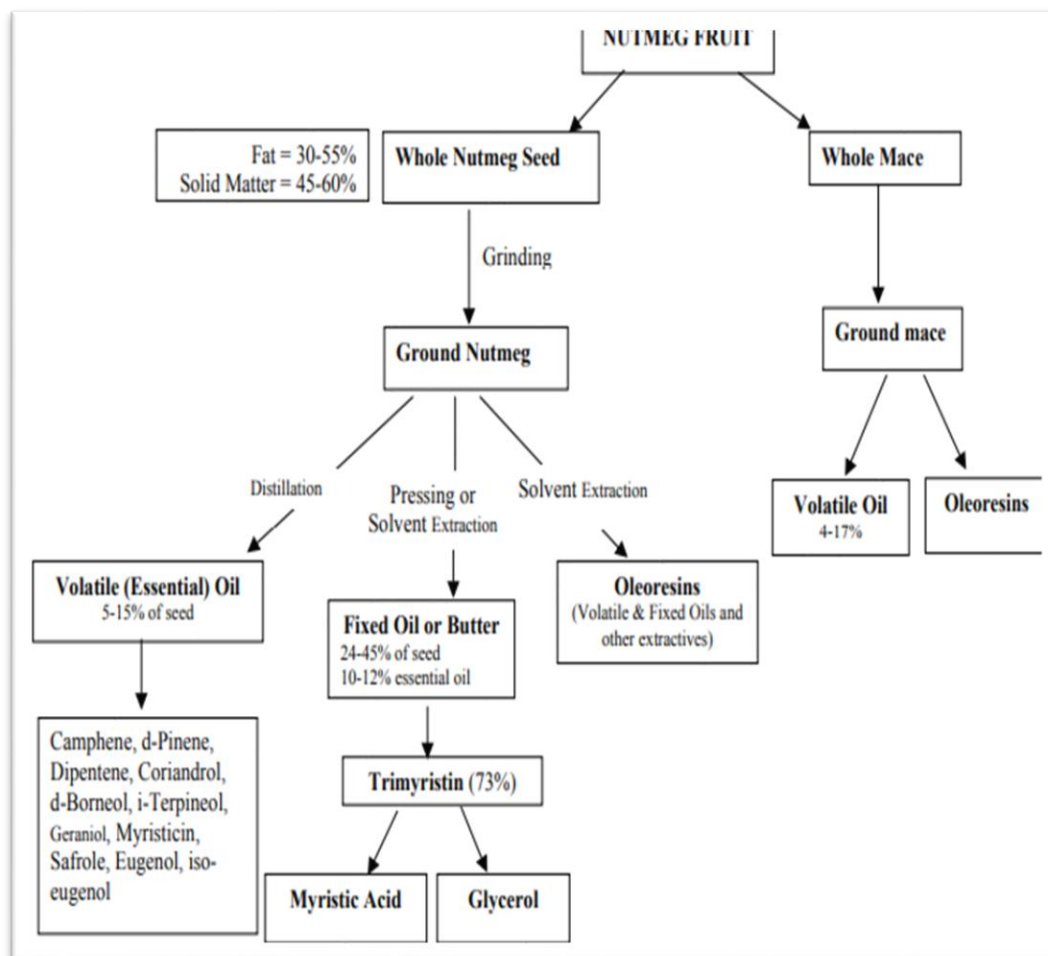 NUTMEG FRUIT
Fat = 30-55%
Solid Matter = 45-60%
Whole Nutmeg Seed
Whole Mace
Grinding
Ground Nutmeg
Ground mace
Distillation
Pressing or
Solvent Extraction
Solvent Extraction
Volatile Oil
4-17%
Oleoresins
Volatile (Essential) Oil
5-15% of seed
Fixed Oil or Butter
24-45% of seed
10-12% essential oil
Oleoresins
(Volatile & Fixed Oils and
other extractives)
Camphene, d-Pinene,
Dipentene, Coriandrol,
d-Borneol, i-Terpineol,
Geraniol, Myristicin,
Safrole, Eugenol, iso-
eugenol
Trimyristin (73%)
Myristic Acid
Glycerol